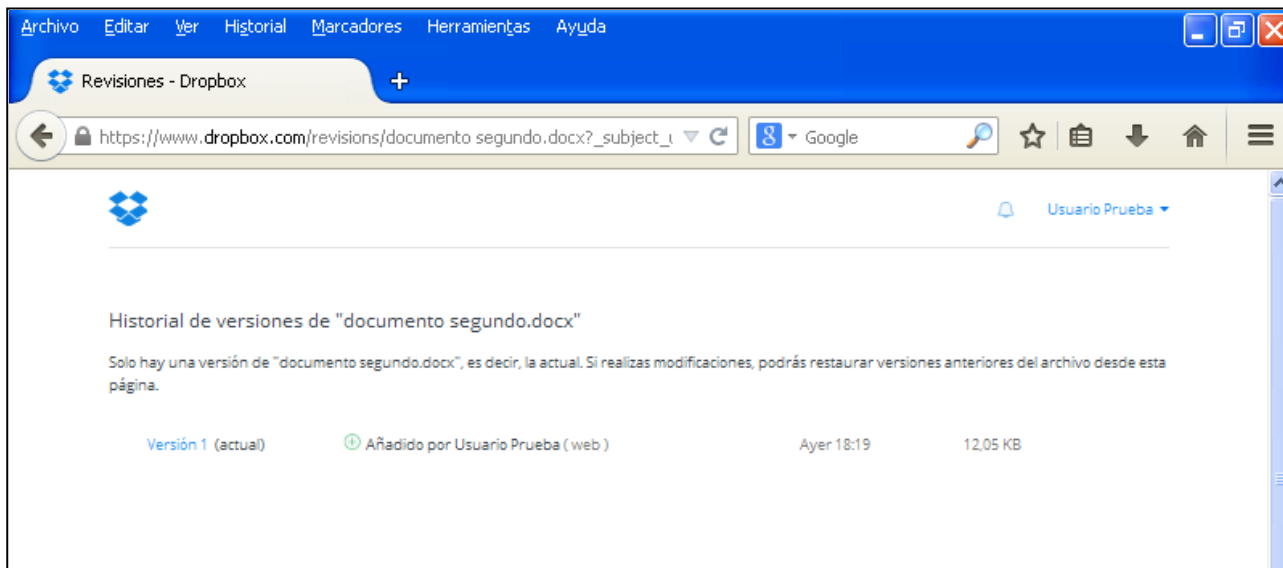 Archivo Editar Ver Historial Marcadores Herramientas Ayuda
Revisiones - Dropbox
https://www.dropbox.com/revisions/documento segundo.docx?_subject_u
8 Google
Usuario Prueba
Historial de versiones de "documento segundo.docx"
Solo hay una versión de "documento segundo.docx", es decir, la actual. Si realizas modificaciones, podrás restaurar versiones anteriores del archivo desde esta
página.
Versión 1 (actual) Añadido por Usuario Prueba ( web ) Ayer 18:19 12,05 KB